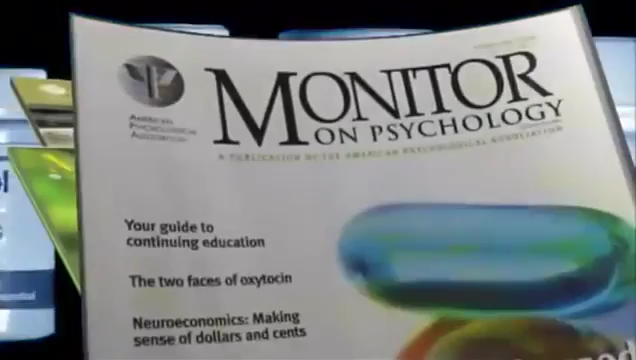 AMERICAN
PSYCHOLOGICAL
ASSOCIATION
MONITOR
ON PSYCHOLOGY
A PUBLICATION OF THE AMERICAN PSYCHOLOGICAL ASSOCIATION
Your guide to
continuing education
The two faces of oxytocin
Neuroeconomics: Making
sense of dollars and cents